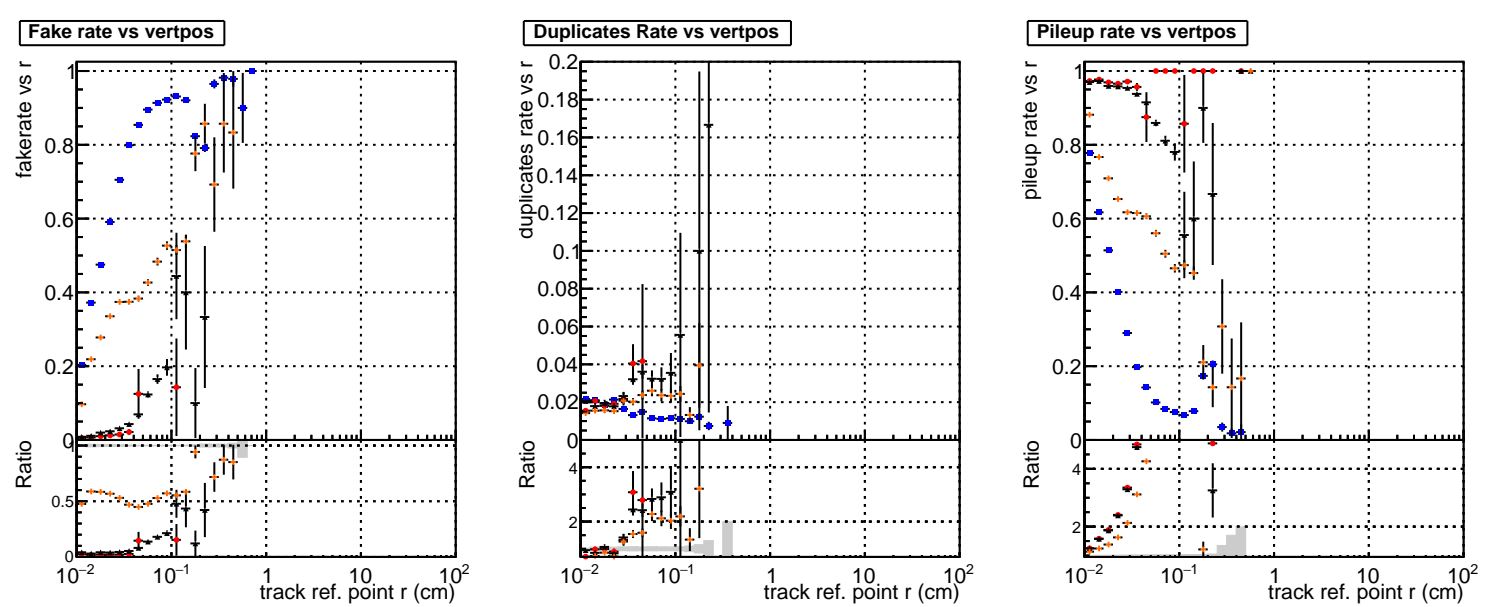 Fake rate vs vertpos
fakerate vs r
1
0.8
0.6
0.4
0.2
0
Ratio
1
0.5
0
10⁻² 10⁻¹ 1 10 10²
track ref. point r (cm)
Duplicates Rate vs vertpos
duplicates rate vs r
0.2
0.18
0.16
0.14
0.12
0.1
0.08
0.06
0.04
0.02
0
Ratio
4
2
10⁻² 10⁻¹ 1 10 10²
track ref. point r (cm)
Pileup rate vs vertpos
pileup rate vs r
1
0.8
0.6
0.4
0.2
0
Ratio
4
2
10⁻² 10⁻¹ 1 10 10²
track ref. point r (cm)